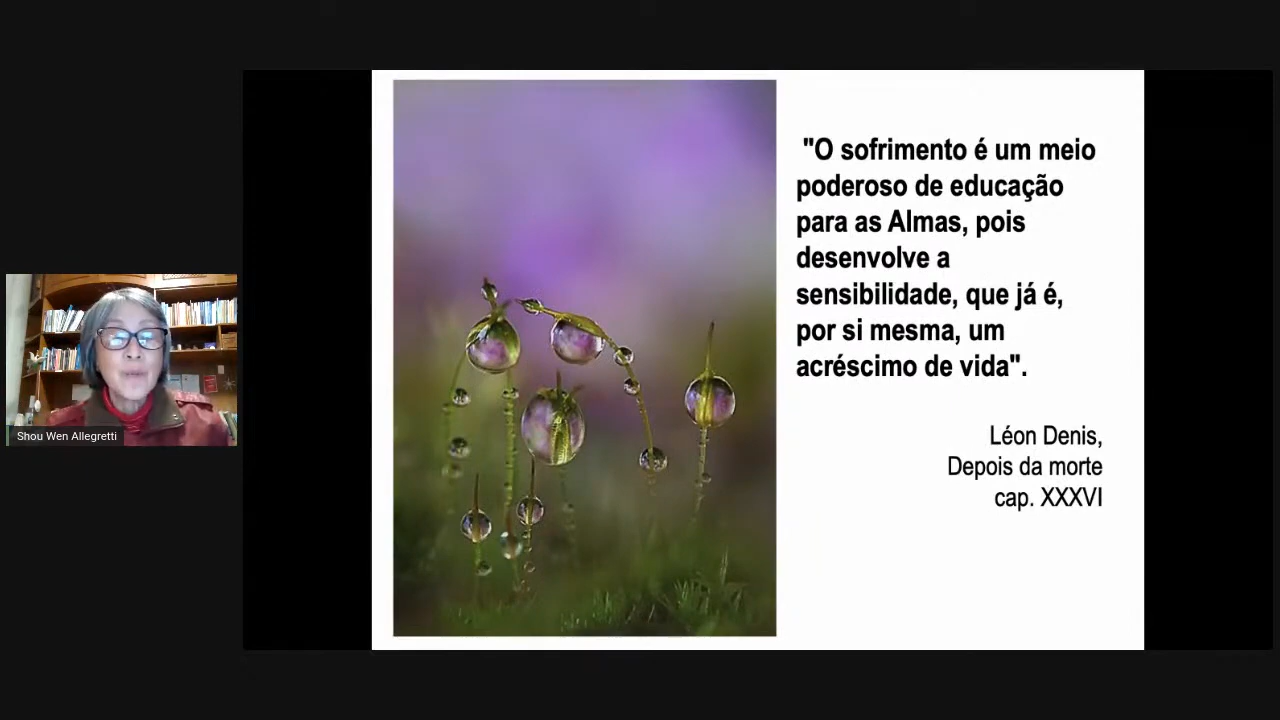 "O sofrimento é um meio
poderoso de educação
para as Almas, pois
desenvolve a
sensibilidade, que já é,
por si mesma, um
acréscimo de vida".
Léon Denis,
Depois da morte
cap. XXXVI
Shou Wen Allegretti